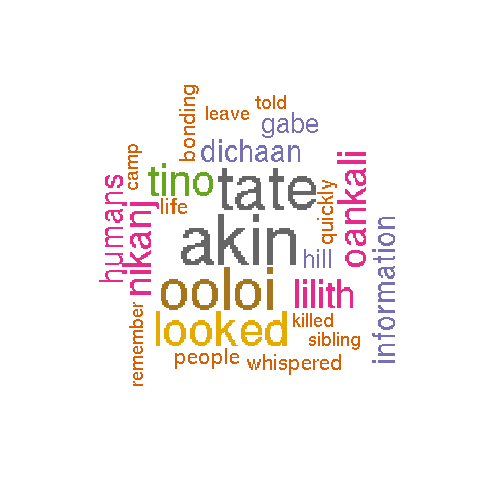 bonding
leave
told
gabe
camp
dichaan
tino
tate
quickly
oankali
humans
nikanj
life
akin
hill
information
ooloi
lilith
remember
looked
killed
sibling
people
whispered